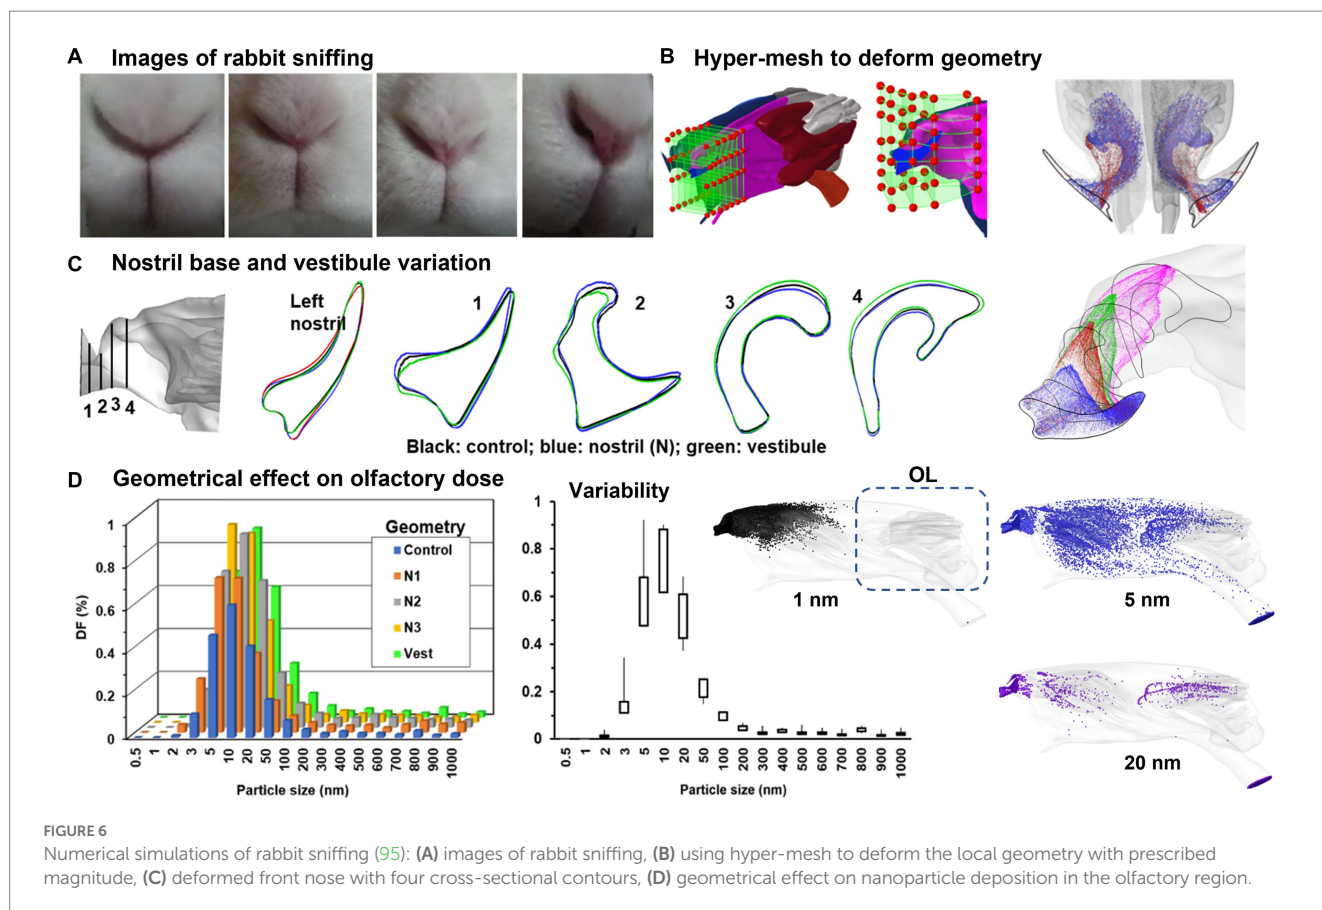 A Images of rabbit sniffing
B Hyper-mesh to deform geometry
C Nostril base and vestibule variation
1 2 3 4
Left
nostril
1
2
3
4
Black: control; blue: nostril (N); green: vestibule
D Geometrical effect on olfactory dose
DF (%)
1
0.8
0.6
0.4
0.2
0
Geometry
Control
N1
N2
N3
Vest
0.5 1 2 3 5 10 20 50 100 200 300 400 500 600 700 800 900 1000
Particle size (nm)
Variability
1
0.8
0.6
0.4
0.2
0
0.5 1 2 3 5 10 20 50 100 200 300 400 500 600 700 800 900 1000
Particle size (nm)
OL
1 nm
5 nm
20 nm
FIGURE 6
Numerical simulations of rabbit sniffing (95): (A) images of rabbit sniffing, (B) using hyper-mesh to deform the local geometry with prescribed
magnitude, (C) deformed front nose with four cross-sectional contours, (D) geometrical effect on nanoparticle deposition in the olfactory region.